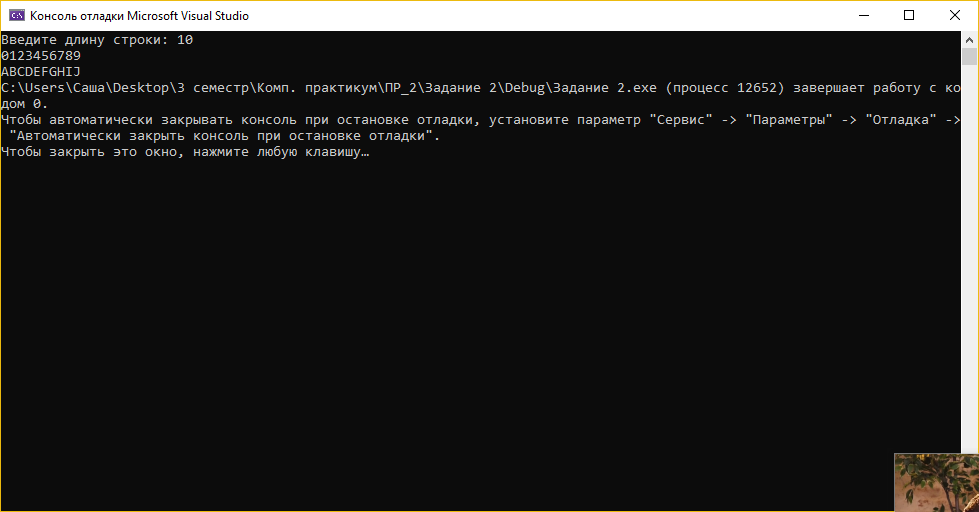 Консоль отладки Microsoft Visual Studio
Введите длину строки: 10
0123456789
ABCDEFGHIJ
C:\Users\Саша\Desktop\3 семестр\Комп. практикум\ПР_2\Задание 2\Debug\Задание 2.exe (процесс 12652) завершает работу с ко
дом 0.
Чтобы автоматически закрывать консоль при остановке отладки, установите параметр "Сервис" -> "Параметры" -> "Отладка" ->
 "Автоматически закрыть консоль при остановке отладки".
Чтобы закрыть это окно, нажмите любую клавишу…